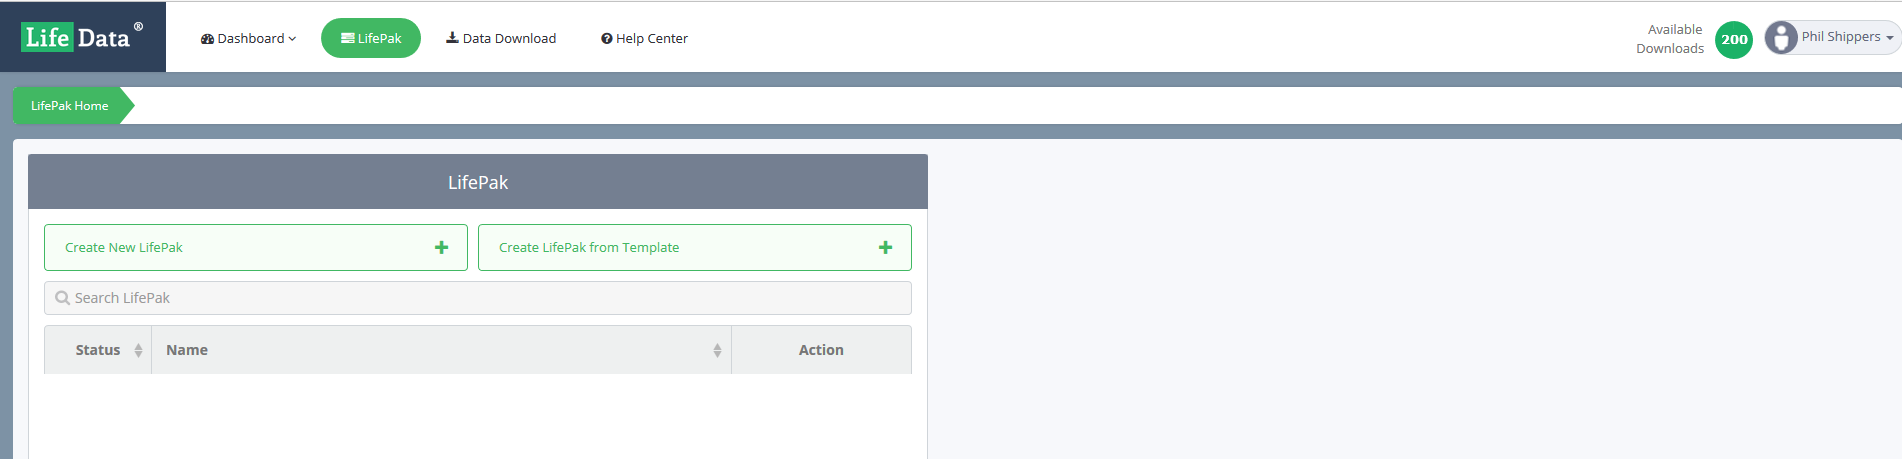 Life Data ®
Dashboard
LifePak
Data Download
Help Center
Available
Downloads
200
Phil Shippers
LifePak Home
LifePak
Create New LifePak
Create LifePak from Template
Search LifePak
Status
Name
Action